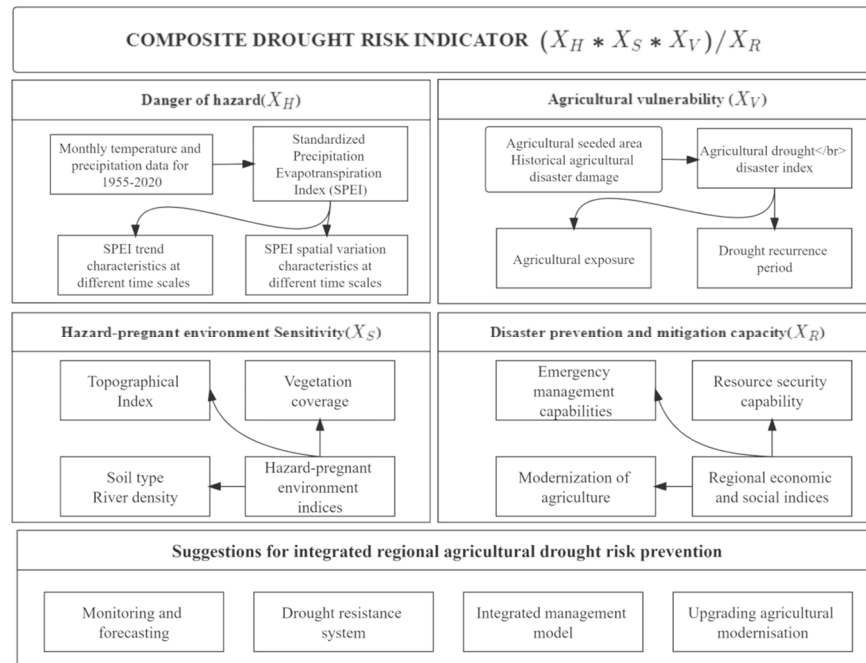 COMPOSITE DROUGHT RISK INDICATOR (X_H * X_S * X_V)/X_R
Danger of hazard(X_H)
Monthly temperature and
precipitation data for
1955-2020
Standardized
Precipitation
Evapotranspiration
Index (SPEI)
SPEI trend
characteristics at
different time scales
SPEI spatial variation
characteristics at
different time scales
Agricultural vulnerability (X_V)
Agricultural seeded area
Historical agricultural
disaster damage
Agricultural drought</br>
disaster index
Agricultural exposure
Drought recurrence
period
Hazard-pregnant environment Sensitivity(X_S)
Topographical
Index
Vegetation
coverage
Soil type
River density
Hazard-pregnant
environment
indices
Disaster prevention and mitigation capacity(X_R)
Emergency
management
capabilities
Resource security
capability
Modernization of
agriculture
Regional economic
and social indices
Suggestions for integrated regional agricultural drought risk prevention
Monitoring and
forecasting
Drought resistance
system
Integrated management
model
Upgrading agricultural
modernisation